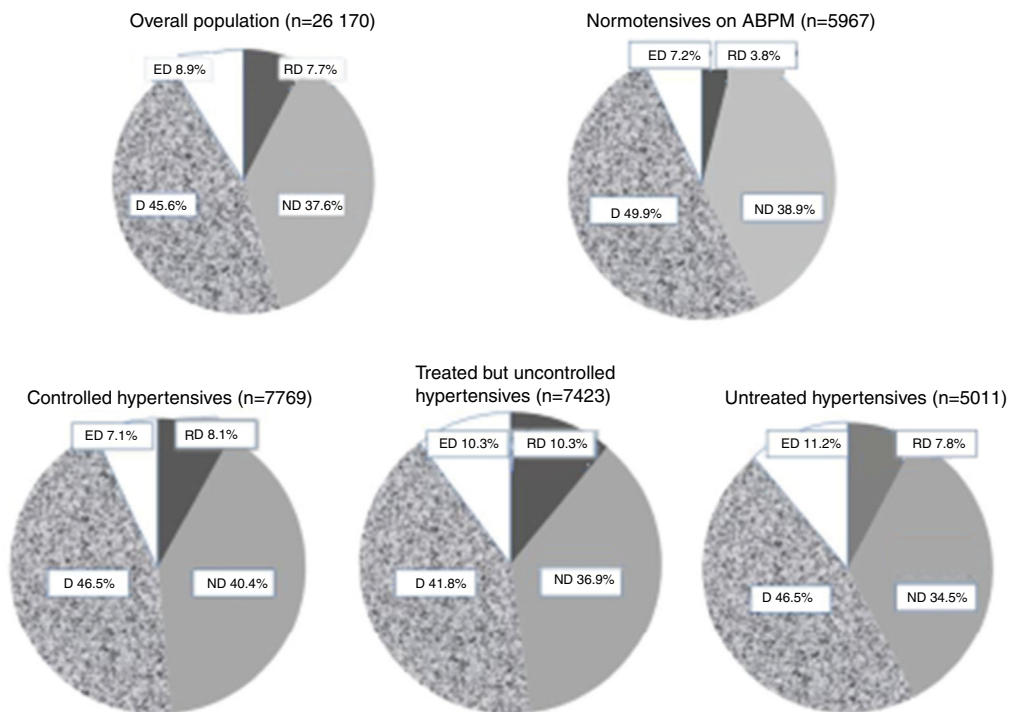 Overall population (n=26 170)
ED 8.9%
RD 7.7%
D 45.6%
ND 37.6%
Normotensives on ABPM (n=5967)
ED 7.2%
RD 3.8%
D 49.9%
ND 38.9%
Controlled hypertensives (n=7769)
ED 7.1%
RD 8.1%
D 46.5%
ND 40.4%
Treated but uncontrolled
hypertensives (n=7423)
ED 10.3%
RD 10.3%
D 41.8%
ND 36.9%
Untreated hypertensives (n=5011)
ED 11.2%
RD 7.8%
D 46.5%
ND 34.5%